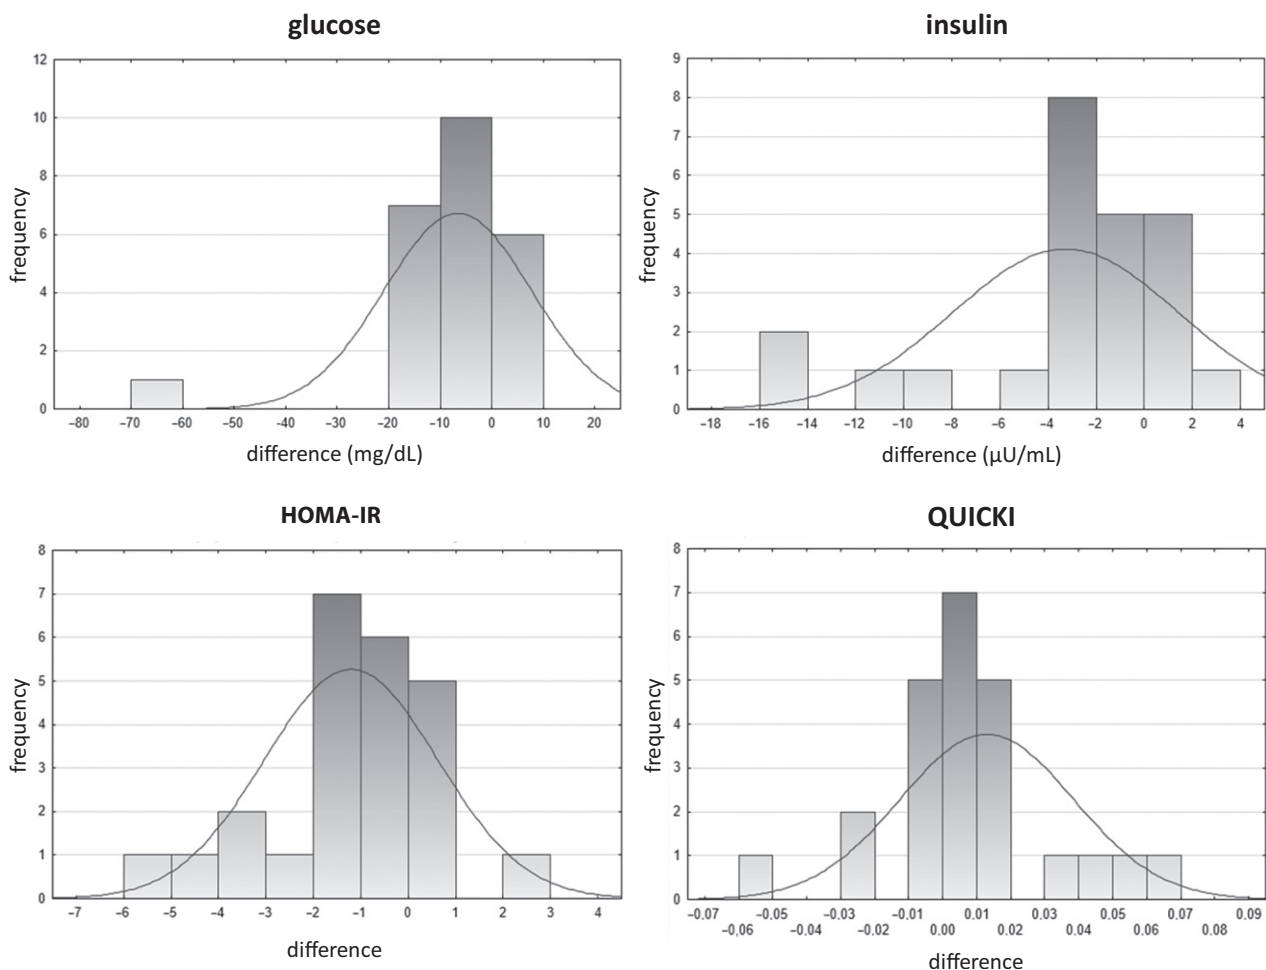 glucose
frequency
12
10
8
6
4
2
0
−80 −70 −60 −50 −40 −30 −20 −10 0 10 20
difference (mg/dL)
insulin
frequency
9
8
7
6
5
4
3
2
1
0
−18 −16 −14 −12 −10 −8 −6 −4 −2 0 2 4
difference (µU/mL)
HOMA-IR
frequency
8
7
6
5
4
3
2
1
0
−7 −6 −5 −4 −3 −2 −1 0 1 2 3 4
difference
QUICKI
frequency
8
7
6
5
4
3
2
1
0
−0.07 −0.05 −0.03 −0.01 0.01 0.03 0.05 0.07 0.09
−0,06 −0.04 −0.02 0.00 0.02 0.04 0.06 0.08
difference